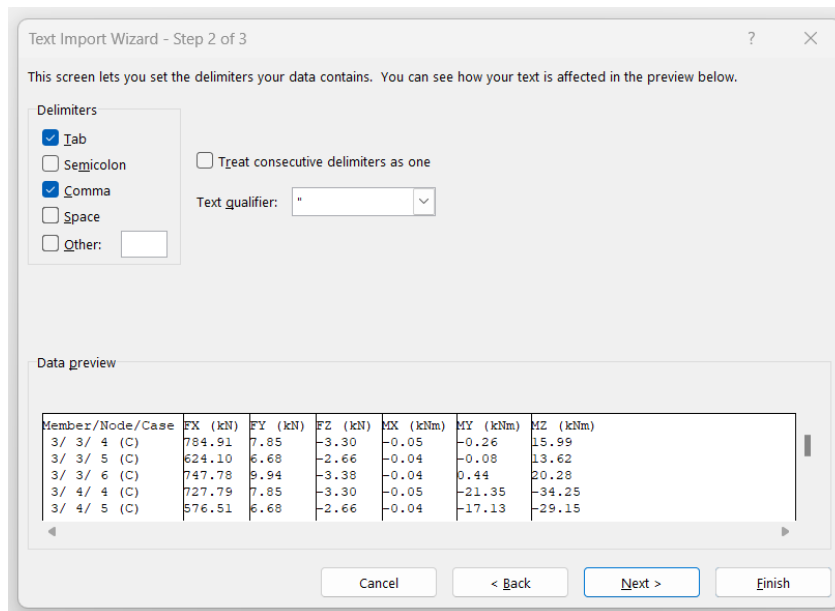 Text Import Wizard - Step 2 of 3
This screen lets you set the delimiters your data contains.  You can see how your text is affected in the preview below.
Delimiters
Tab
Semicolon
Treat consecutive delimiters as one
Comma
Text qualifier: "
Space
Other:
Data preview
Member/Node/Case FX (kN) FY (kN) FZ (kN) MX (kNm) MY (kNm) MZ (kNm)
3/ 3/ 4 (C) 784.91 7.85 -3.30 -0.05 -0.26 15.99
3/ 3/ 5 (C) 624.10 6.68 -2.66 -0.04 -0.08 13.62
3/ 3/ 6 (C) 747.78 9.94 -3.38 -0.04 0.44 20.28
3/ 4/ 4 (C) 727.79 7.85 -3.30 -0.05 -21.35 -34.25
3/ 4/ 5 (C) 576.51 6.68 -2.66 -0.04 -17.13 -29.15
Cancel < Back Next > Finish